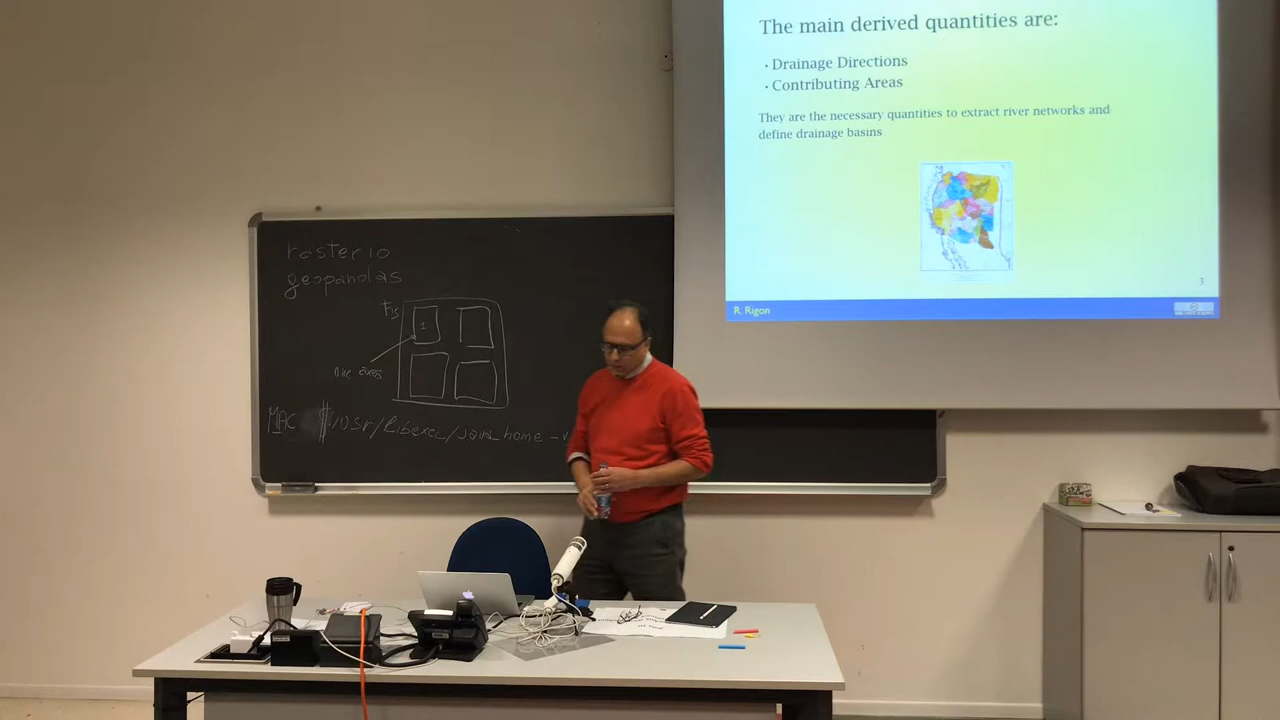 The main derived quantities are:
· Drainage Directions
· Contributing Areas
They are the necessary quantities to extract river networks and
define drainage basins
3
R. Rigon
rasterio
geopandas
Fig
1
axes
MAC $ /usr/libexec/java_home -v